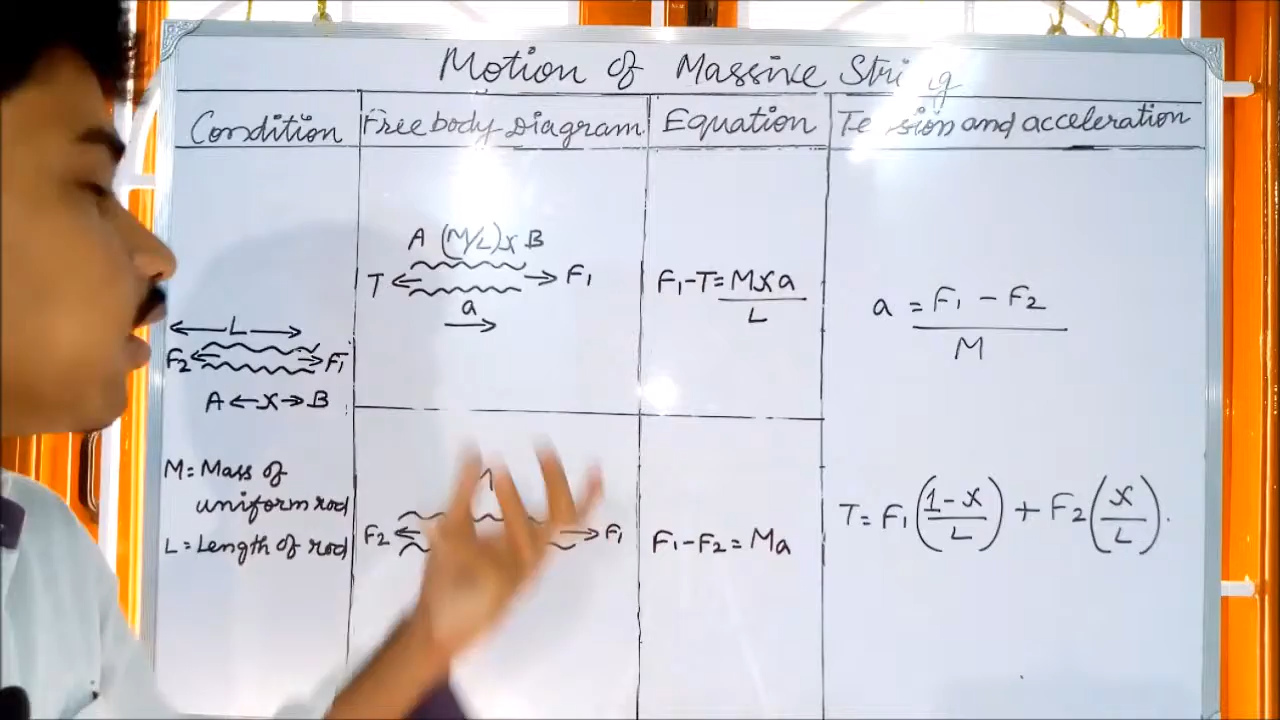 Motion of Massive String
Condition
Free body Diagram
Equation
Tension and acceleration
L
F2 F1
A x B
M = Mass of
uniform rod
L = Length of rod
A (M/L)x B
T F1
a
F1-T = Mxa
L
a = F1 - F2
M
F2 F1
F1-F2 = Ma
T = F1 (1-x/L) + F2 (x/L).